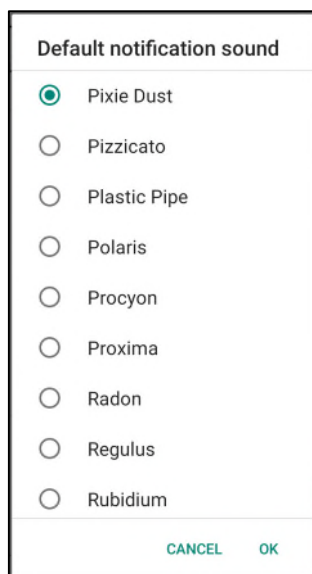 Default notification sound
Pixie Dust
Pizzicato
Plastic Pipe
Polaris
Procyon
Proxima
Radon
Regulus
Rubidium
CANCEL OK